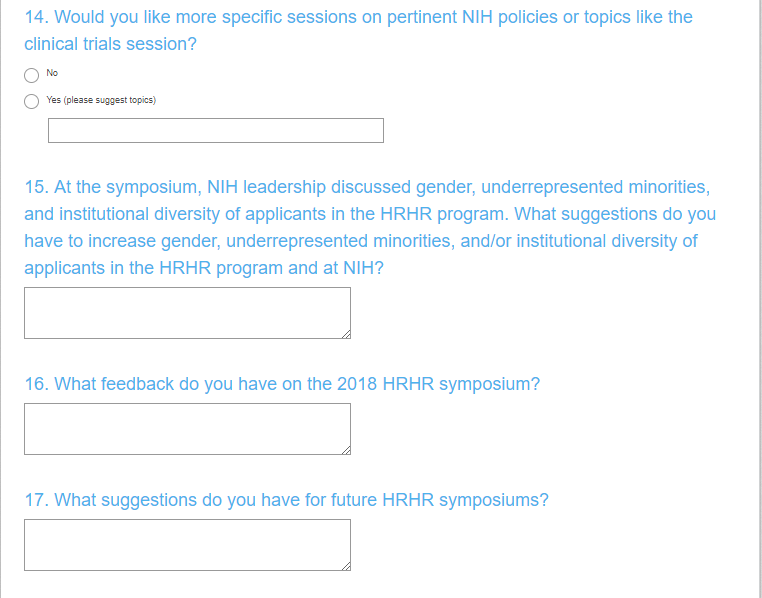 14. Would you like more specific sessions on pertinent NIH policies or topics like the
clinical trials session?
No
Yes (please suggest topics)
15. At the symposium, NIH leadership discussed gender, underrepresented minorities,
and institutional diversity of applicants in the HRHR program. What suggestions do you
have to increase gender, underrepresented minorities, and/or institutional diversity of
applicants in the HRHR program and at NIH?
16. What feedback do you have on the 2018 HRHR symposium?
17. What suggestions do you have for future HRHR symposiums?